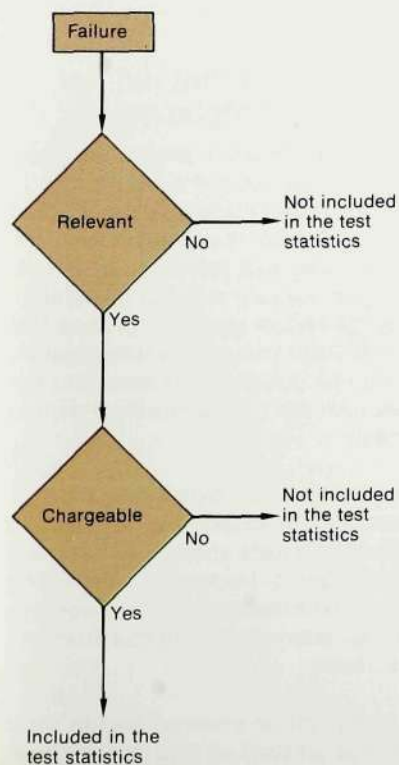 Failure
Relevant
No
Not included
in the test
statistics
Yes
Chargeable
No
Not included
in the test
statistics
Yes
Included in the
test statistics